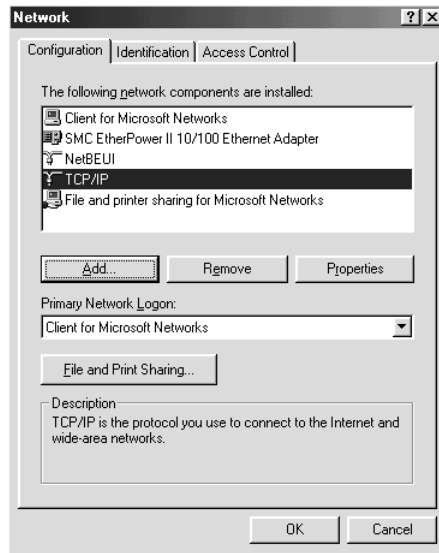 Network
? X
Configuration Identification Access Control
The following network components are installed:
Client for Microsoft Networks
SMC EtherPower II 10/100 Ethernet Adapter
NetBEUI
TCP/IP
File and printer sharing for Microsoft Networks
Add... Remove Properties
Primary Network Logon:
Client for Microsoft Networks
File and Print Sharing...
Description
TCP/IP is the protocol you use to connect to the Internet and
wide-area networks.
OK Cancel